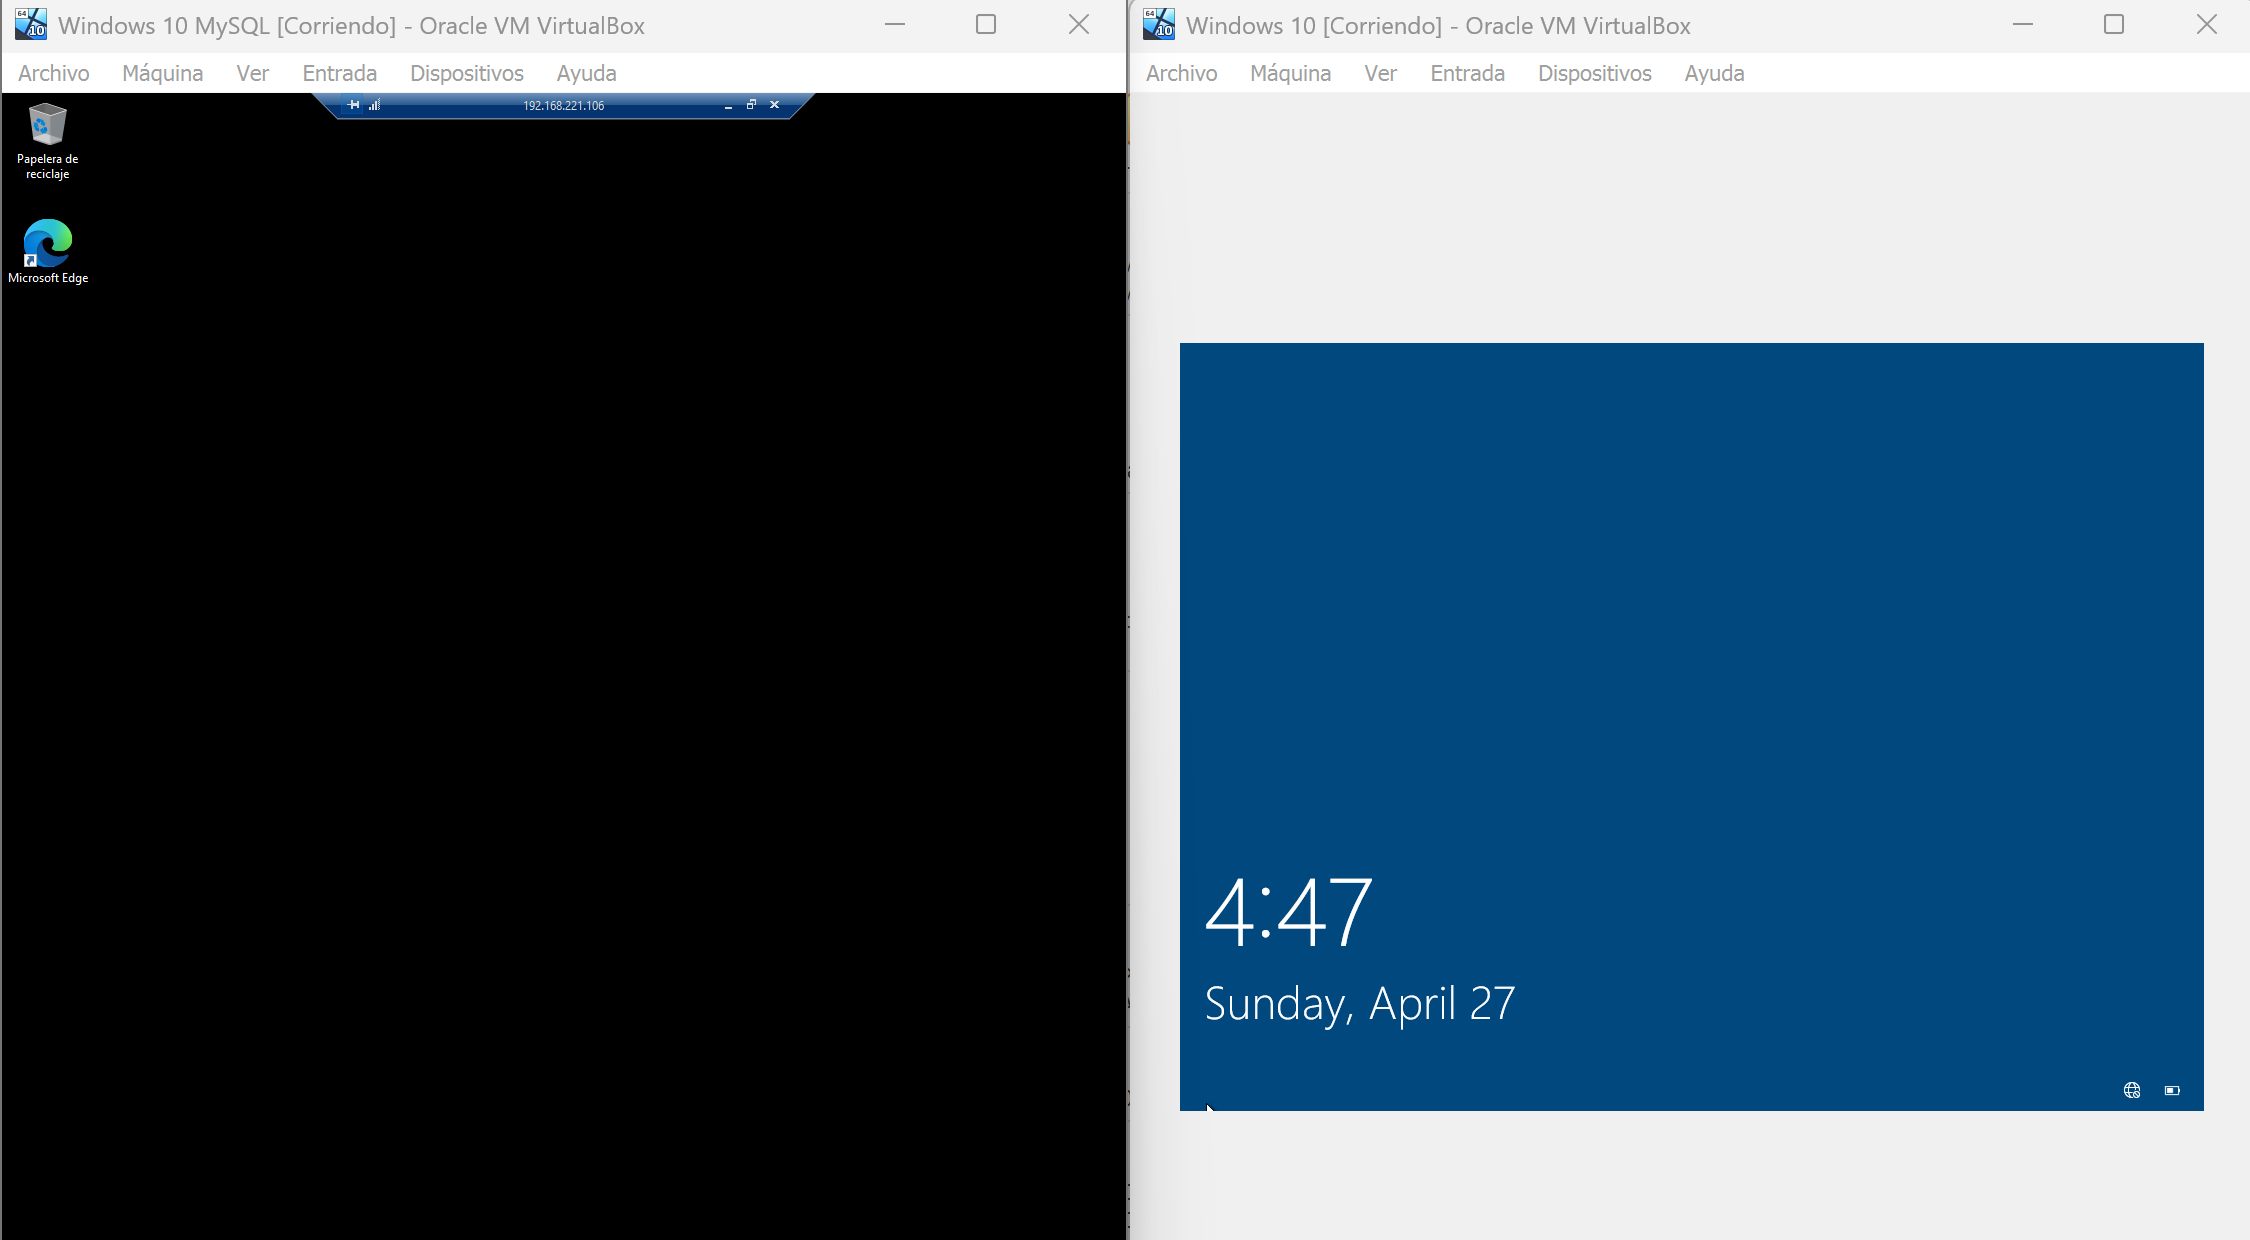 Windows 10 MySQL [Corriendo] - Oracle VM VirtualBox
Archivo Máquina Ver Entrada Dispositivos Ayuda
192.168.221.106
Papelera de
reciclaje
Microsoft Edge
Windows 10 [Corriendo] - Oracle VM VirtualBox
Archivo Máquina Ver Entrada Dispositivos Ayuda
4:47
Sunday, April 27